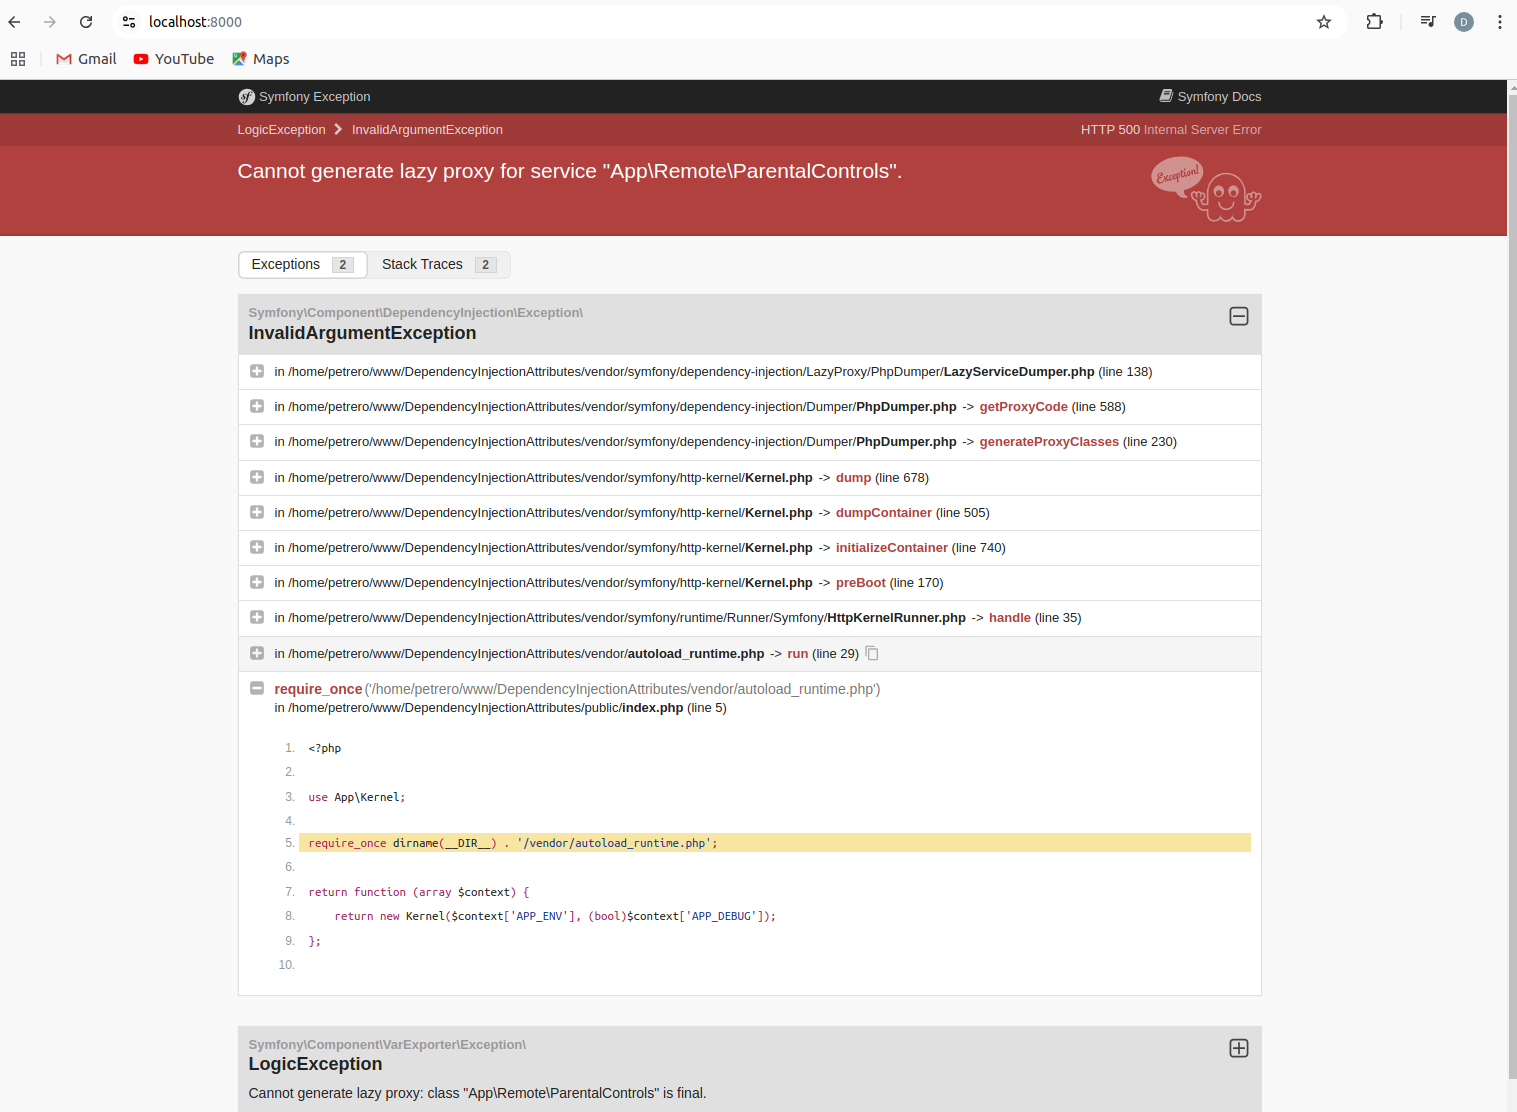 localhost:8000
D
Gmail YouTube Maps
Symfony Exception Symfony Docs
LogicException InvalidArgumentException HTTP 500 Internal Server Error
Cannot generate lazy proxy for service "App\Remote\ParentalControls".
Exception!
Exceptions 2 Stack Traces 2
Symfony\Component\DependencyInjection\Exception\
InvalidArgumentException
in /home/petrero/www/DependencyInjectionAttributes/vendor/symfony/dependency-injection/LazyProxy/PhpDumper/LazyServiceDumper.php (line 138)
in /home/petrero/www/DependencyInjectionAttributes/vendor/symfony/dependency-injection/Dumper/PhpDumper.php -> getProxyCode (line 588)
in /home/petrero/www/DependencyInjectionAttributes/vendor/symfony/dependency-injection/Dumper/PhpDumper.php -> generateProxyClasses (line 230)
in /home/petrero/www/DependencyInjectionAttributes/vendor/symfony/http-kernel/Kernel.php -> dump (line 678)
in /home/petrero/www/DependencyInjectionAttributes/vendor/symfony/http-kernel/Kernel.php -> dumpContainer (line 505)
in /home/petrero/www/DependencyInjectionAttributes/vendor/symfony/http-kernel/Kernel.php -> initializeContainer (line 740)
in /home/petrero/www/DependencyInjectionAttributes/vendor/symfony/http-kernel/Kernel.php -> preBoot (line 170)
in /home/petrero/www/DependencyInjectionAttributes/vendor/symfony/runtime/Runner/Symfony/HttpKernelRunner.php -> handle (line 35)
in /home/petrero/www/DependencyInjectionAttributes/vendor/autoload_runtime.php -> run (line 29)
require_once('/home/petrero/www/DependencyInjectionAttributes/vendor/autoload_runtime.php')
in /home/petrero/www/DependencyInjectionAttributes/public/index.php (line 5)
1. <?php
2.
3. use App\Kernel;
4.
5. require_once dirname(__DIR__) . '/vendor/autoload_runtime.php';
6.
7. return function (array $context) {
8. return new Kernel($context['APP_ENV'], (bool)$context['APP_DEBUG']);
9. };
10.
Symfony\Component\VarExporter\Exception\
LogicException
Cannot generate lazy proxy: class "App\Remote\ParentalControls" is final.